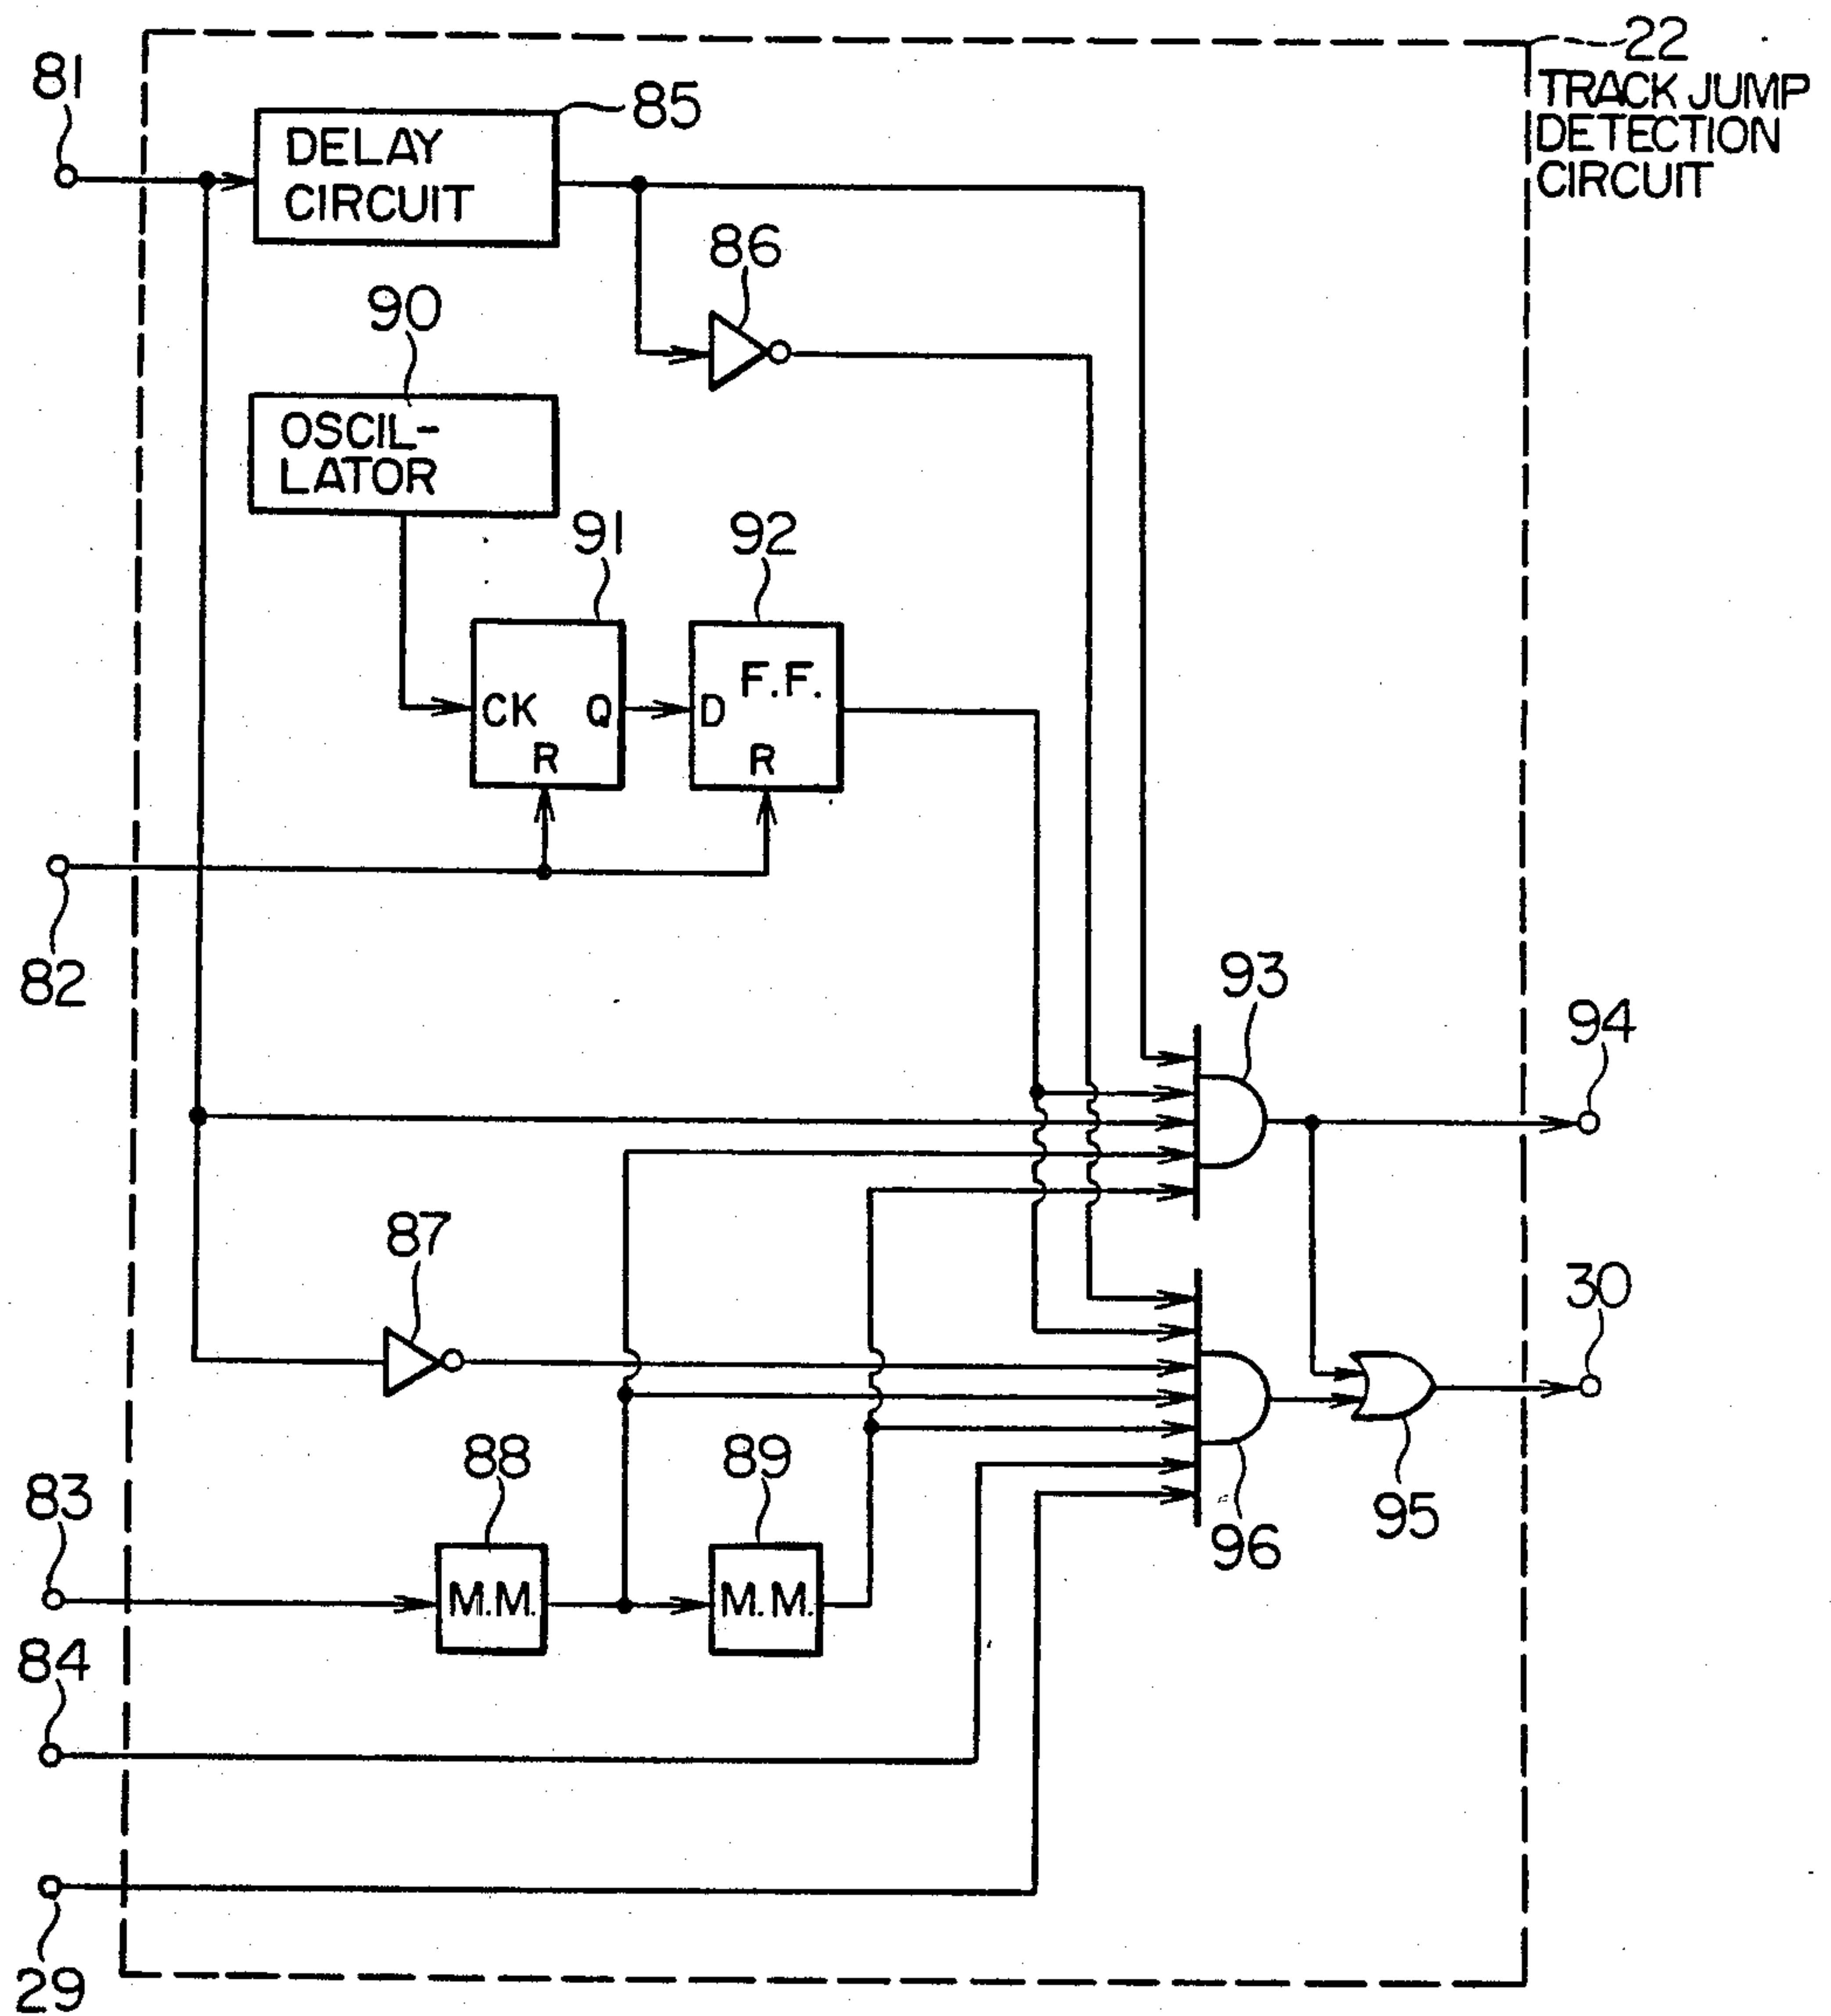 22
TRACK JUMP
DETECTION
CIRCUIT
81
85
DELAY
CIRCUIT
86
90
OSCIL-
LATOR
91
92
F.F.
CK Q
D
R
R
82
93
94
87
30
88
89
83
M.M.
M.M.
96
95
84
29